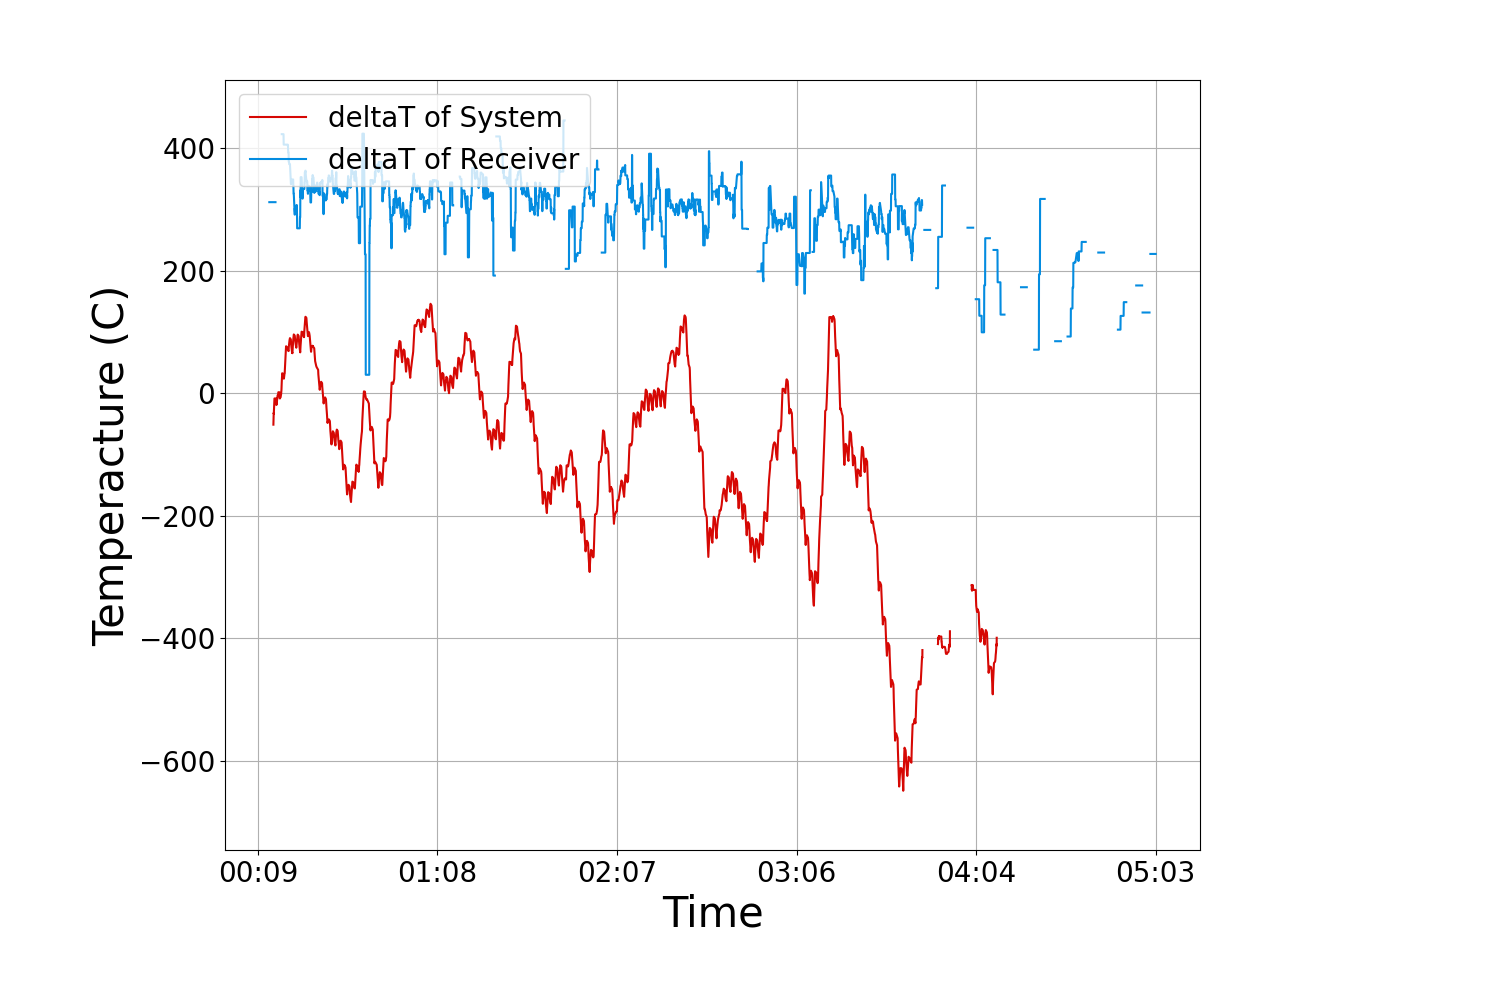 deltaT of System
deltaT of Receiver
400
200
0
−200
−400
−600
Temperacture (C)
00:09 01:08 02:07 03:06 04:04 05:03
Time